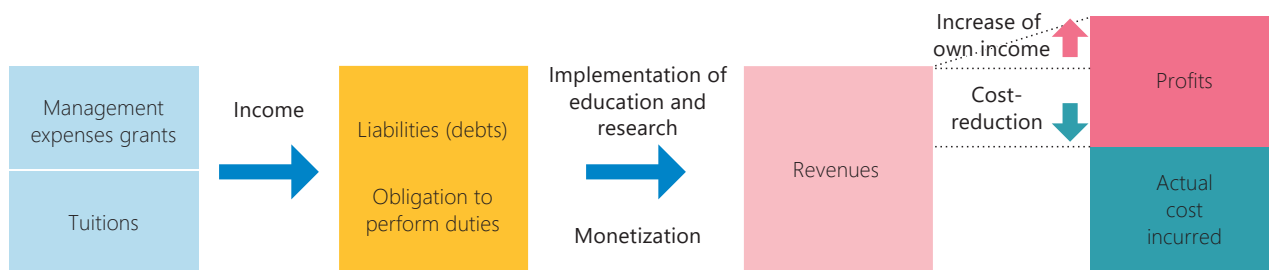 Management
expenses grants
Tuitions
Income
Liabilities (debts)
Obligation to
perform duties
Implementation of
education and
research
Monetization
Revenues
Increase of
own income
Cost-
reduction
Profits
Actual
cost
incurred